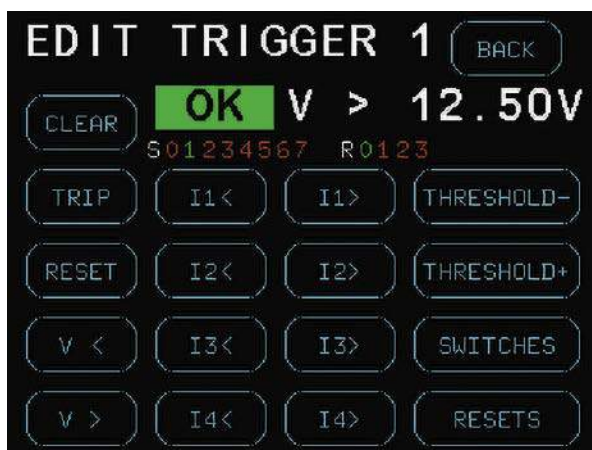 EDIT TRIGGER 1 BACK
CLEAR OK V > 12.50V
S01234567 R0123
TRIP I1< I1> THRESHOLD-
RESET I2< I2> THRESHOLD+
V < I3< I3> SWITCHES
V > I4< I4> RESETS